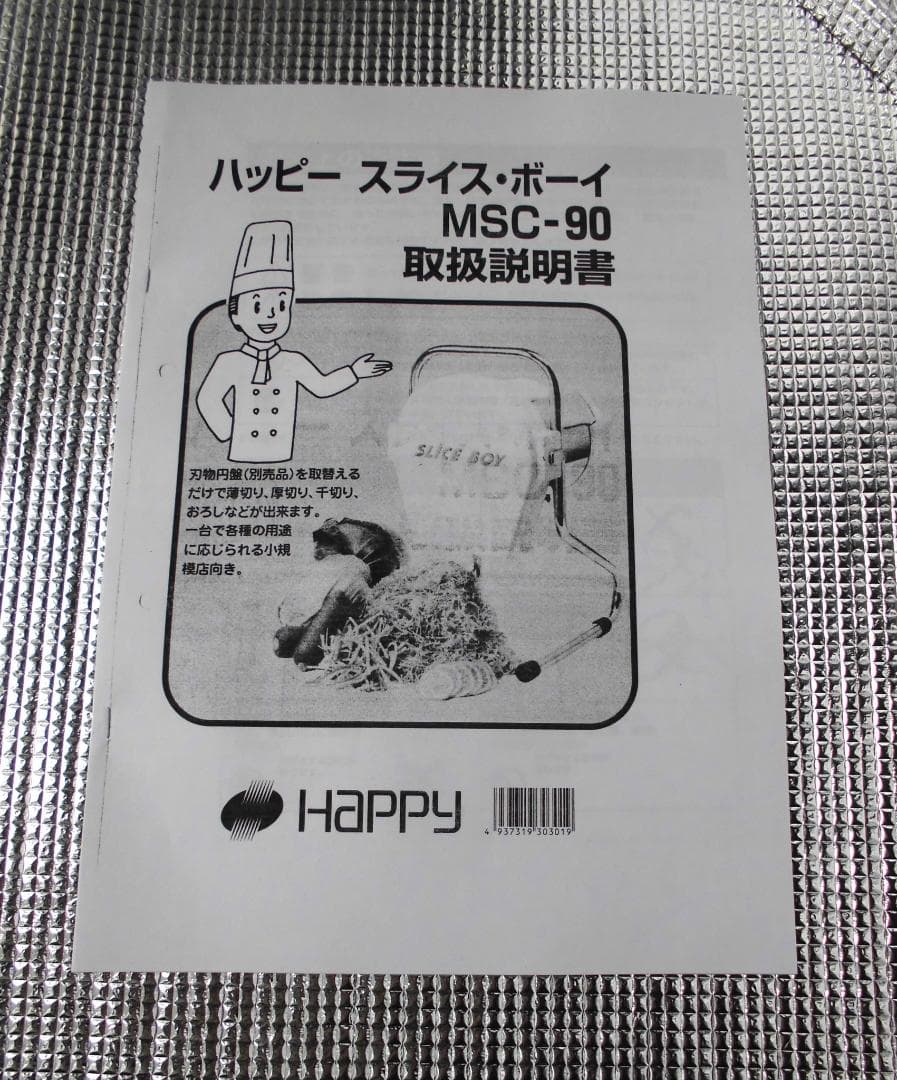 ハッピー スライス・ボーイ
MSC-90
取扱説明書
SLICE BOY
刃物円盤(別売品)を取替える
だけで薄切り、厚切り、千切り、
おろしなどが出来ます。
一台で各種の用途
に応じられる小規
模店向き。
Happy
4 937319 303019